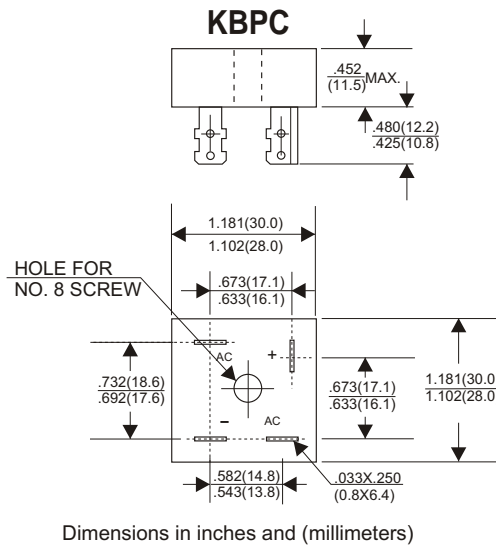 KBPC
.452
(11.5)
MAX.
.480(12.2)
.425(10.8)
1.181(30.0)
1.102(28.0)
HOLE FOR
NO. 8 SCREW
.673(17.1)
.633(16.1)
AC
+
.732(18.6)
.692(17.6)
.673(17.1)
.633(16.1)
1.181(30.0)
1.102(28.0)
–
AC
.582(14.8)
.543(13.8)
.033X.250
(0.8X6.4)
Dimensions in inches and (millimeters)